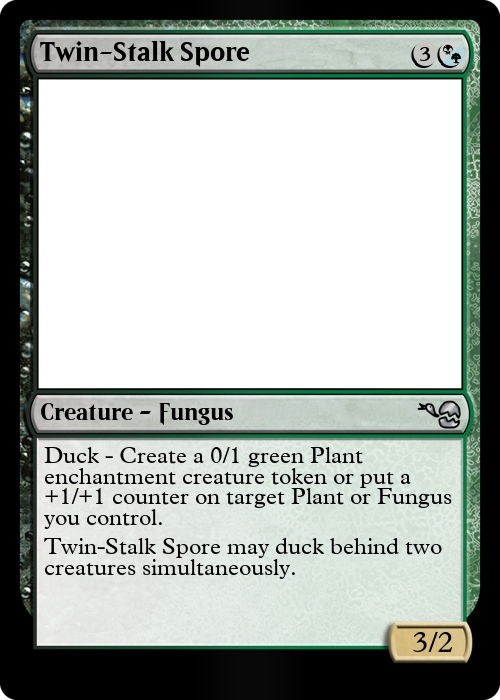 Twin-Stalk Spore 3
Creature – Fungus
Duck - Create a 0/1 green Plant
enchantment creature token or put a
+1/+1 counter on target Plant or Fungus
you control.
Twin-Stalk Spore may duck behind two
creatures simultaneously.
3/2